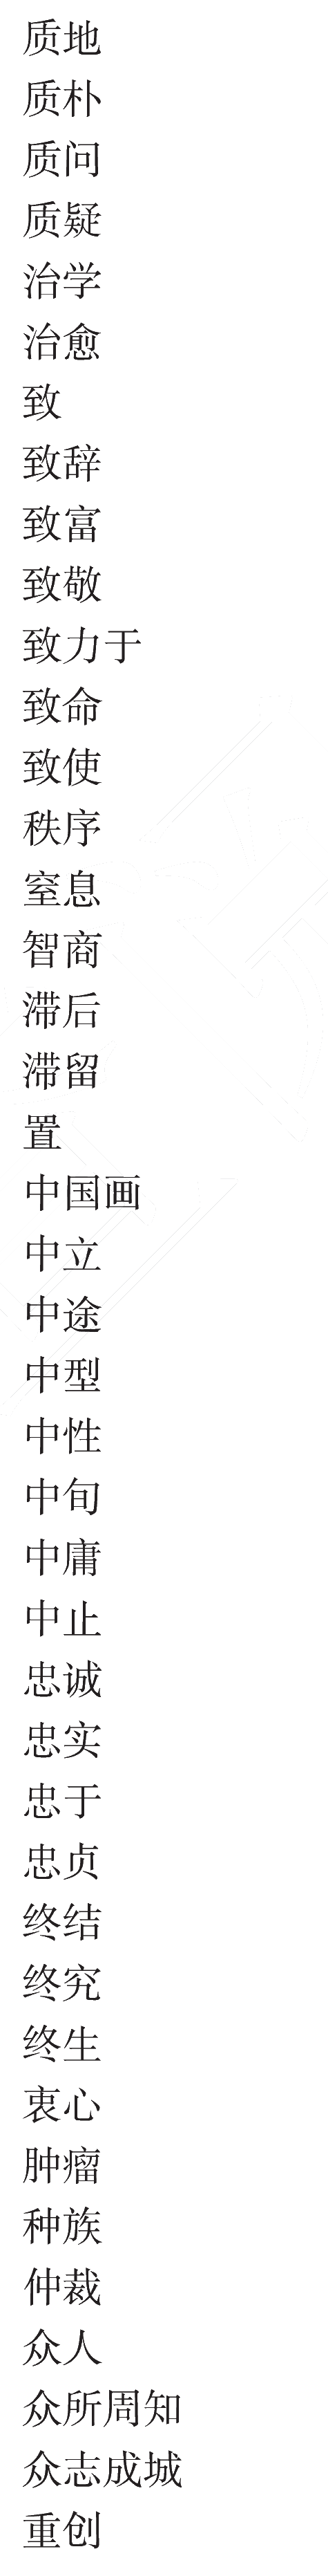 质地
质朴
质问
质疑
治学
治愈
致
致辞
致富
致敬
致力于
致命
致使
秩序
窒息
智商
滞后
滞留
置
中国画
中立
中途
中型
中性
中旬
中庸
中止
忠诚
忠实
忠于
忠贞
终结
终究
终生
衷心
肿瘤
种族
仲裁
众人
众所周知
众志成城
重创